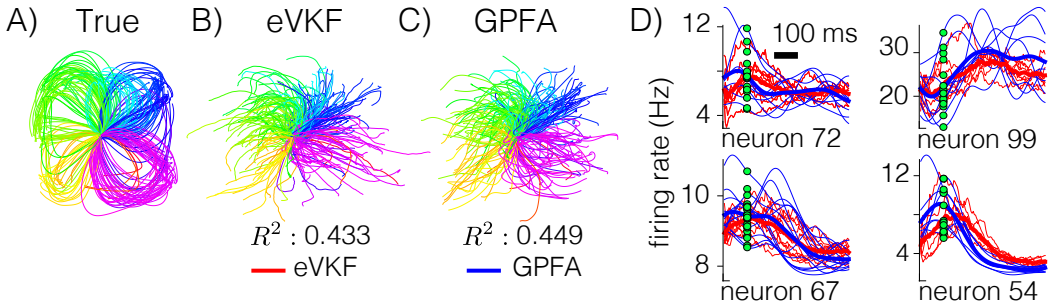 A) True
B) eVKF
C) GPFA
R² : 0.433
R² : 0.449
eVKF
GPFA
D)
firing rate (Hz)
100 ms
12
4
neuron 72
30
20
neuron 99
10
8
neuron 67
12
4
neuron 54